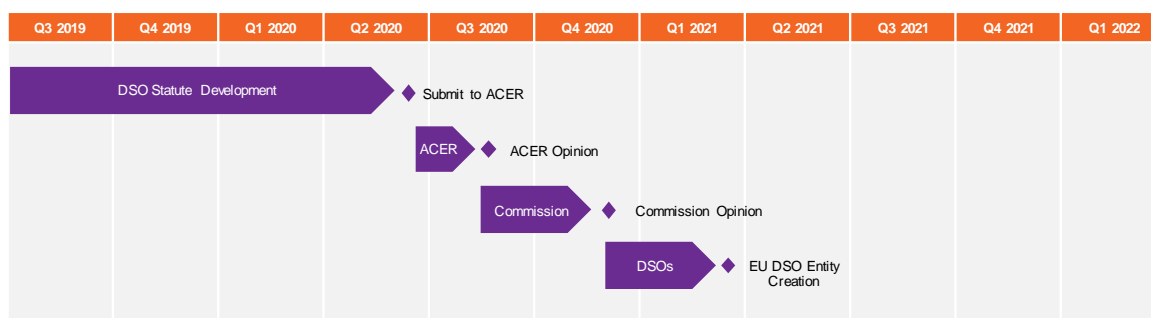 Q3 2019
Q4 2019
Q1 2020
Q2 2020
Q3 2020
Q4 2020
Q1 2021
Q2 2021
Q3 2021
Q4 2021
Q1 2022
DSO Statute Development
Submit to ACER
ACER
ACER Opinion
Commission
Commission Opinion
DSOs
EU DSO Entity
Creation